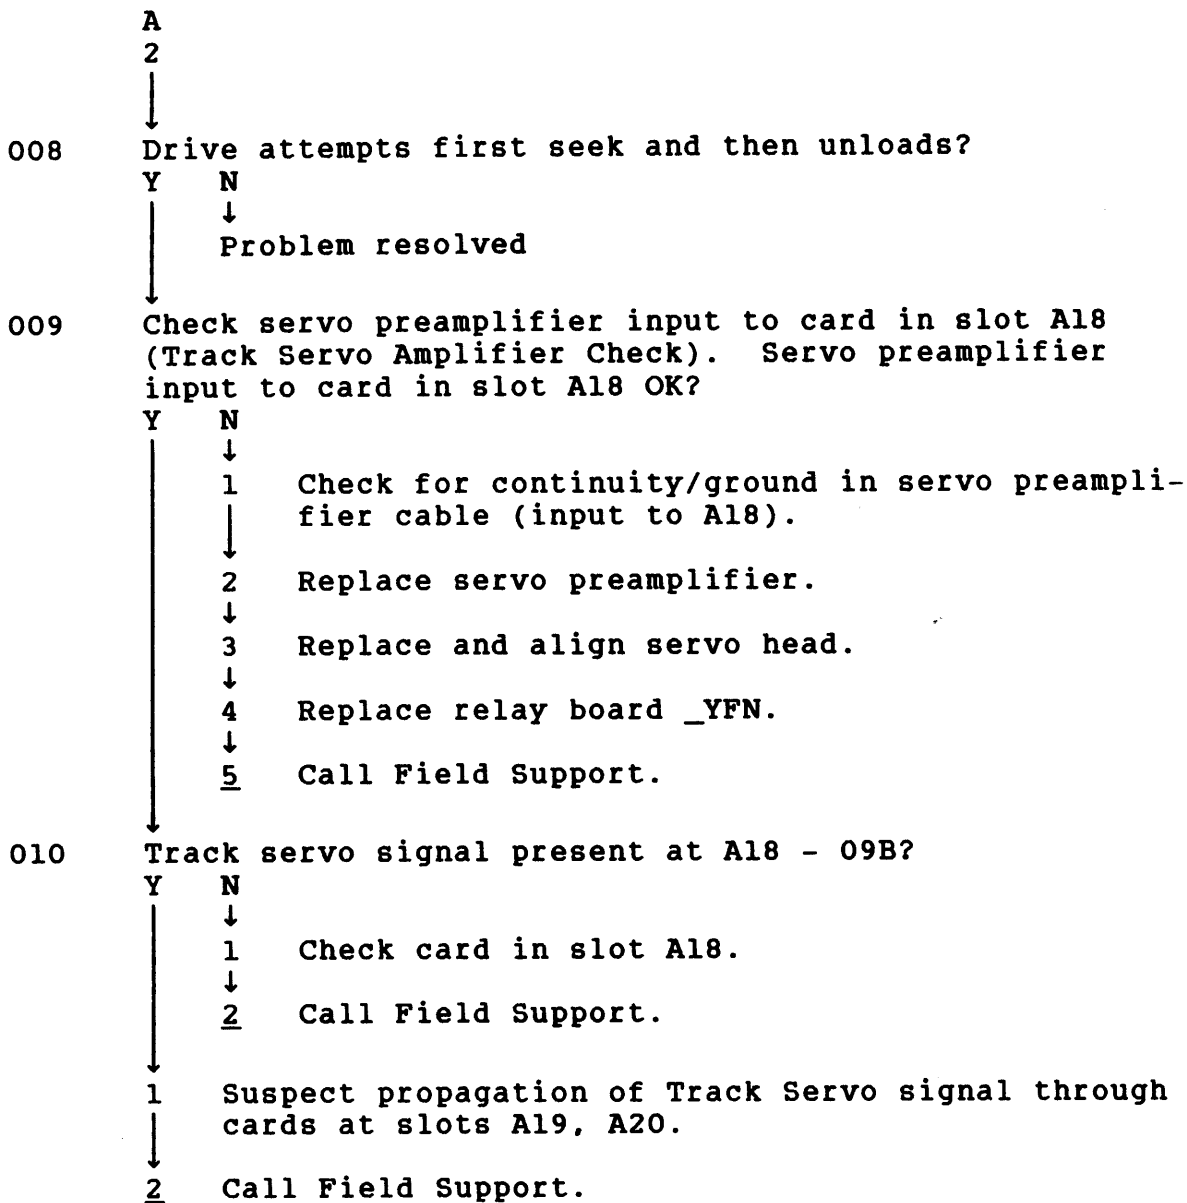 A
2
008 Drive attempts first seek and then unloads?
Y N
↓
Problem resolved
009 Check servo preamplifier input to card in slot A18
(Track Servo Amplifier Check). Servo preamplifier
input to card in slot A18 OK?
Y N
↓
1 Check for continuity/ground in servo preampli-
fier cable (input to A18).
2 Replace servo preamplifier.
↓
3 Replace and align servo head.
↓
4 Replace relay board _YFN.
↓
5 Call Field Support.
010 Track servo signal present at A18 - 09B?
Y N
↓
1 Check card in slot A18.
↓
2 Call Field Support.
1 Suspect propagation of Track Servo signal through
cards at slots A19, A20.
2 Call Field Support.